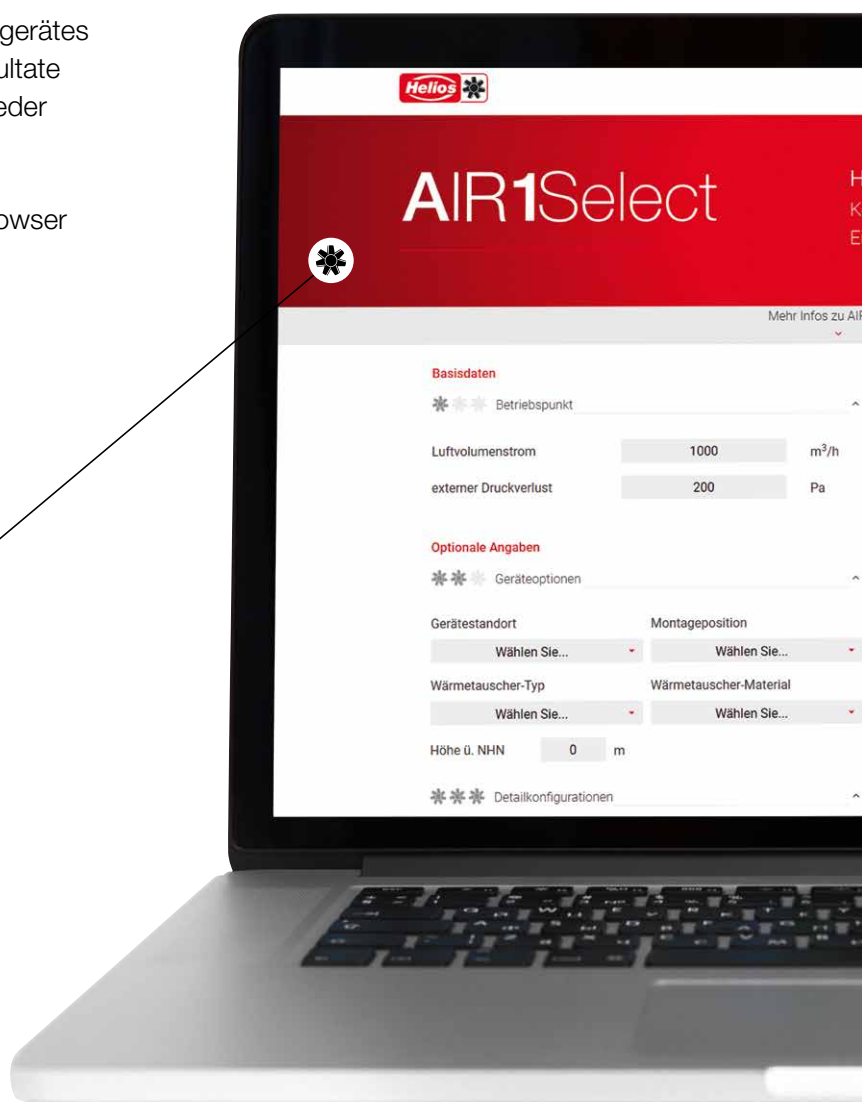 gerätes
ultate
eder
owser
Helios
AIR1Select
H
K
E
Mehr Infos zu AIR
Basisdaten
Betriebspunkt
Luftvolumenstrom 1000 m³/h
externer Druckverlust 200 Pa
Optionale Angaben
Geräteoptionen
Gerätestandort Montageposition
Wählen Sie... Wählen Sie...
Wärmetauscher-Typ Wärmetauscher-Material
Wählen Sie... Wählen Sie...
Höhe ü. NHN 0 m
Detailkonfigurationen